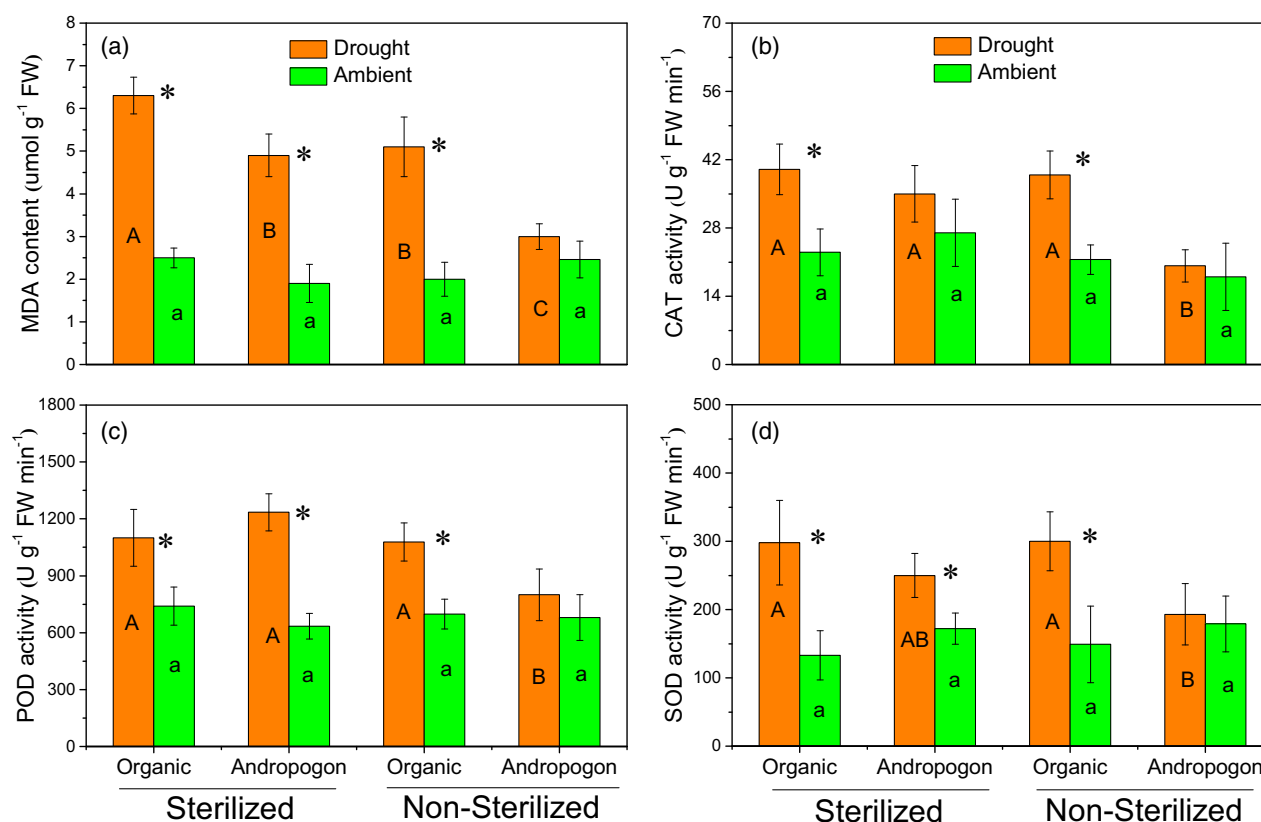 (a)
Drought
Ambient
MDA content (umol g⁻¹ FW)
8
7
6
5
4
3
2
1
0
*
*
*
A
a
B
a
B
a
C
a
(b)
Drought
Ambient
CAT activity (U g⁻¹ FW min⁻¹)
70
56
42
28
14
0
*
*
A
a
A
a
A
a
B
a
(c)
POD activity (U g⁻¹ FW min⁻¹)
1800
1500
1200
900
600
300
0
*
*
*
A
a
A
a
A
a
B
a
Organic Andropogon Organic Andropogon
Sterilized Non-Sterilized
(d)
SOD activity (U g⁻¹ FW min⁻¹)
500
400
300
200
100
0
*
*
*
A
a
AB
a
A
a
B
a
Organic Andropogon Organic Andropogon
Sterilized Non-Sterilized